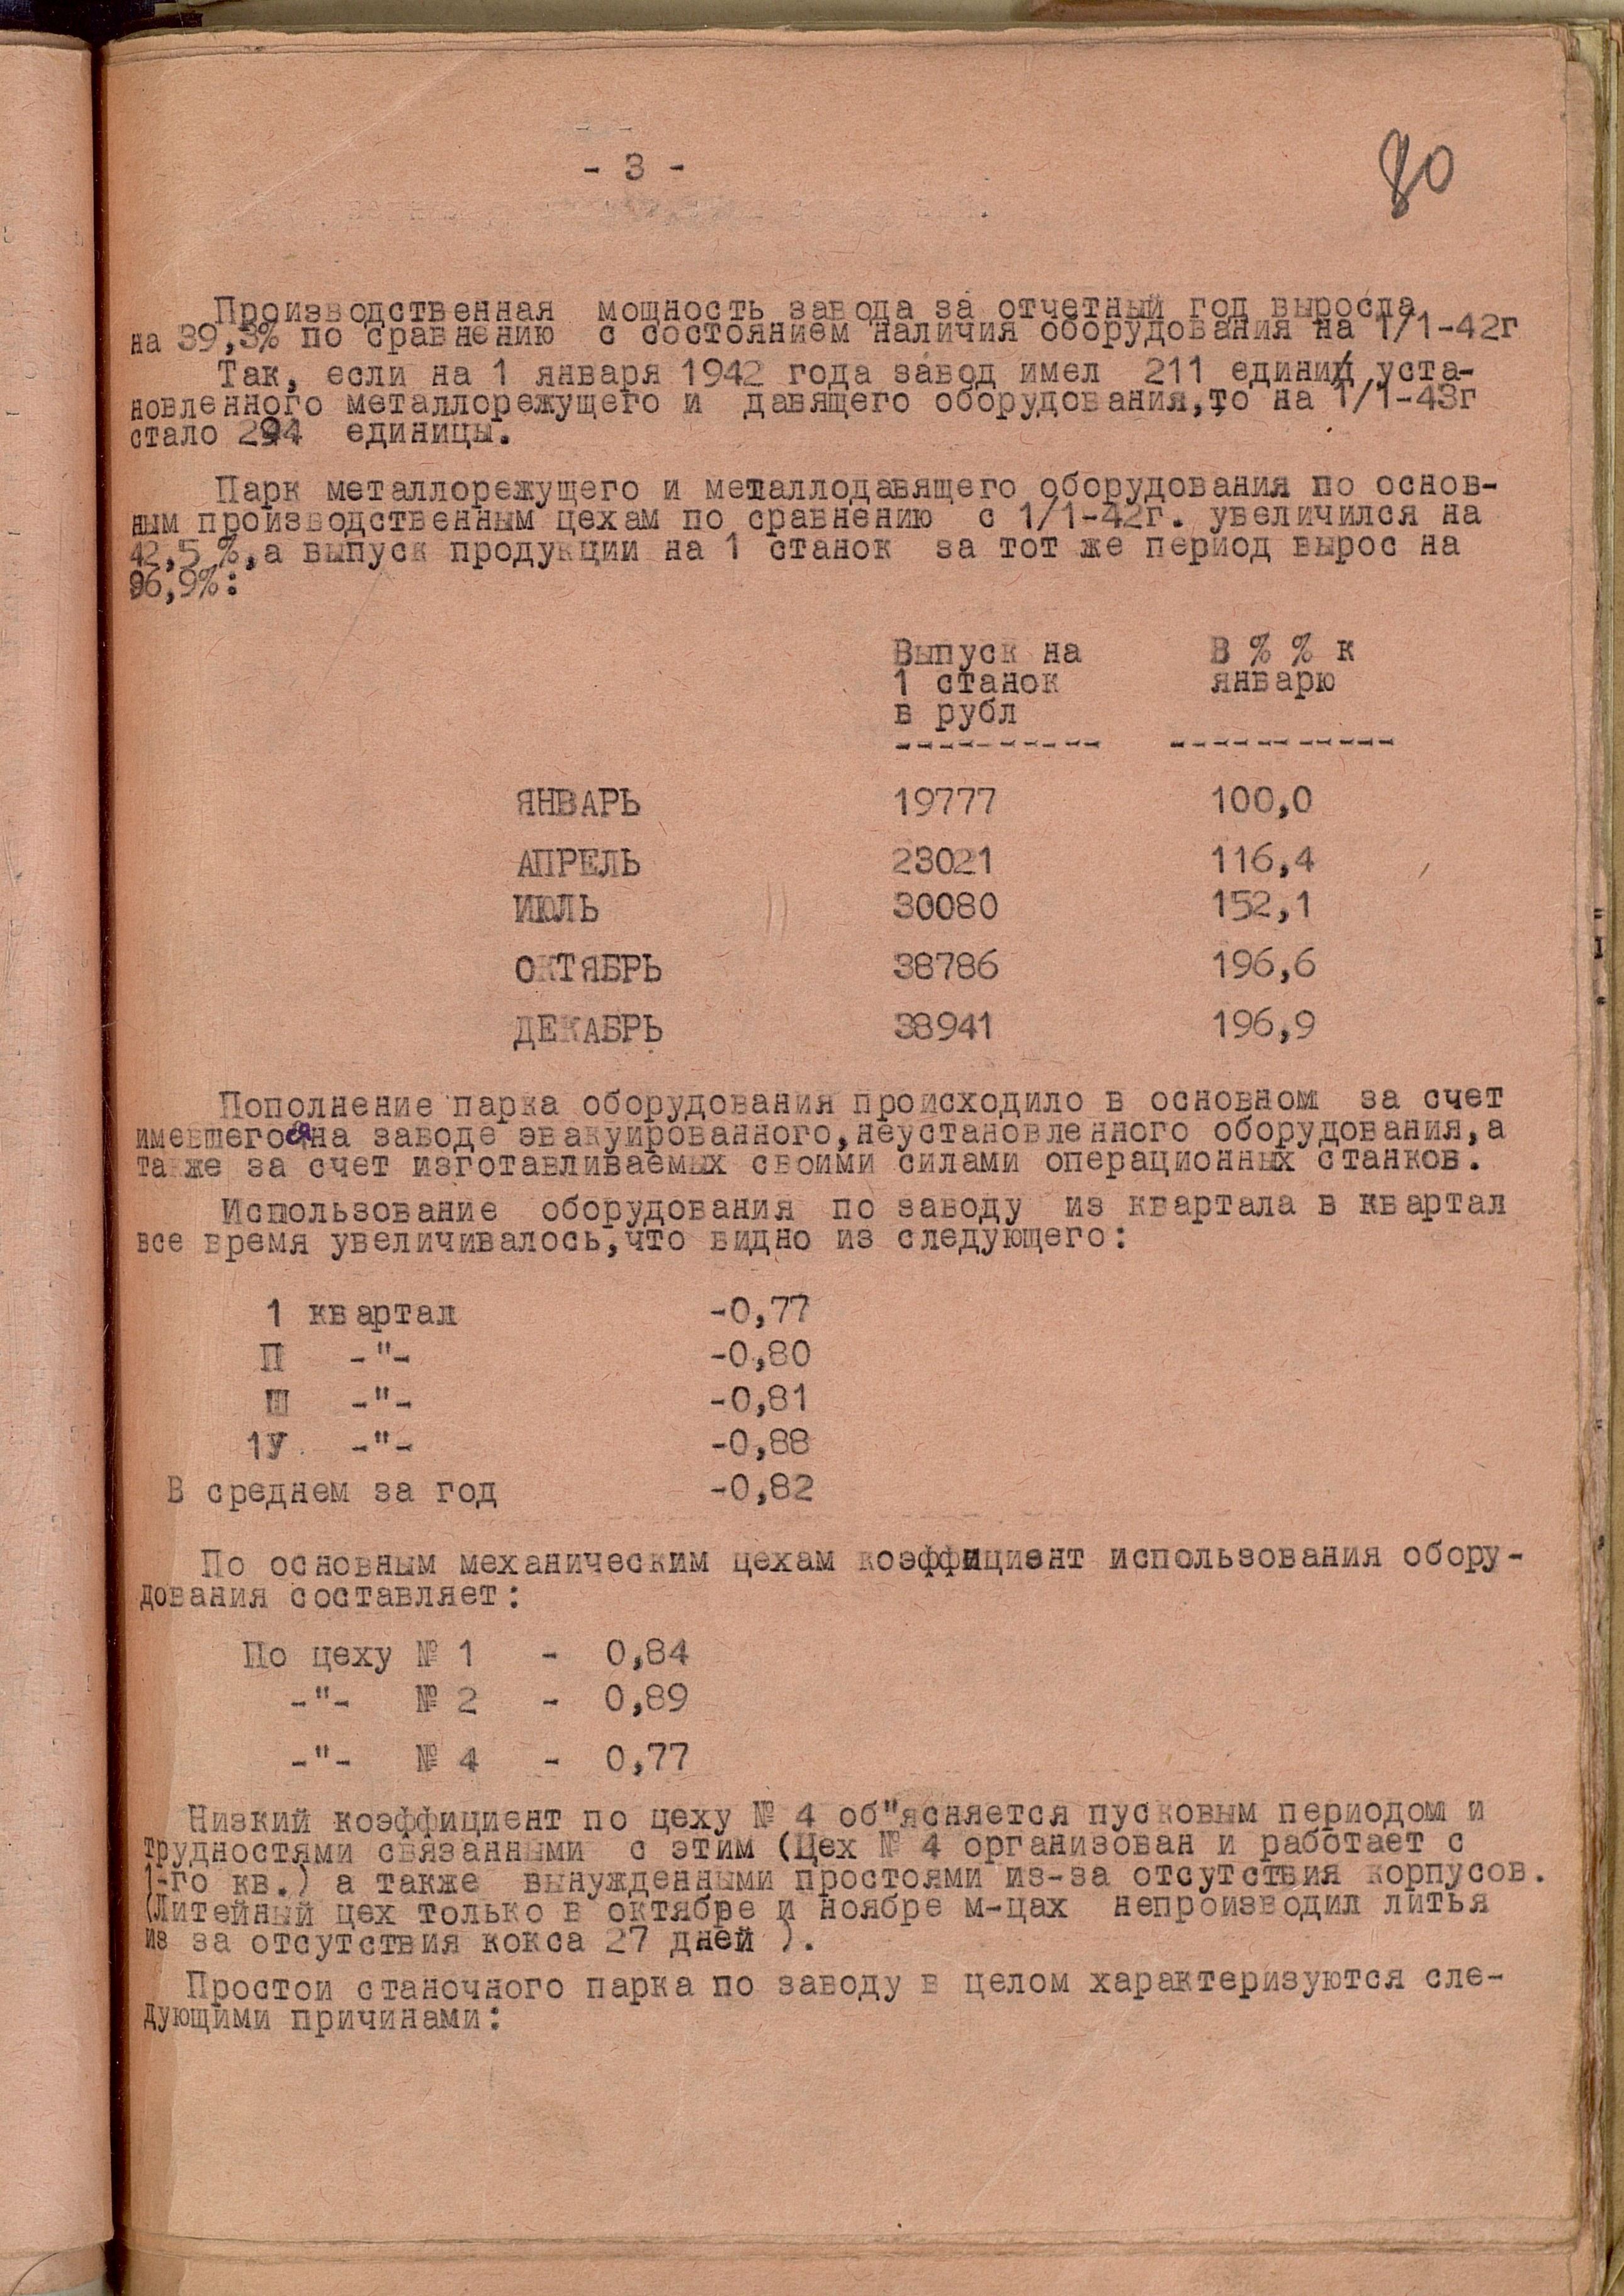 - 3 -
80
Производственная мощность завода за отчетный год выросла
на 39,3% по сравнению с состоянием наличия оборудования на 1/1-42г
Так, если на 1 января 1942 года завод имел 211 единиц уста-
новленного металлорежущего и давящего оборудования,то на 1/1-43г
стало 294 единицы.
Парк металлорежущего и металлодавящего оборудования по основ-
ным производственным цехам по сравнению с 1/1-42г. увеличился на
42,5 %,а выпуск продукции на 1 станок за тот же период вырос на
96,9%:
Выпуск на В % % к
1 станок январю
в рубл
---------- -----------
ЯНВАРЬ 19777 100,0
АПРЕЛЬ 23021 116,4
ИЮЛЬ 30080 152,1
ОКТЯБРЬ 38786 196,6
ДЕКАБРЬ 38941 196,9
Пополнение парка оборудования происходило в основном за счет
имевшегося на заводе эвакуированного,неустановленного оборудования,а
также за счет изготавливаемых своими силами операционных станков.
Использование оборудования по заводу из квартала в квартал
все время увеличивалось,что видно из следующего:
1 квартал -0,77
П -"- -0,80
Ш -"- -0,81
1У -"- -0,88
В среднем за год -0,82
По основным механическим цехам коэффициэнт использования обору-
дования составляет:
По цеху № 1 - 0,84
-"- № 2 - 0,89
-"- № 4 - 0,77
Низкий коэффициент по цеху № 4 об"ясняется пусковым периодом и
трудностями связанными с этим (Цех № 4 организован и работает с
1-го кв.) а также вынужденными простоями из-за отсутствия корпусов.
(Литейный цех только в октябре и ноябре м-цах непроизводил литья
из за отсутствия кокса 27 дней ).
Простои станочного парка по заводу в целом характеризуются сле-
дующими причинами: